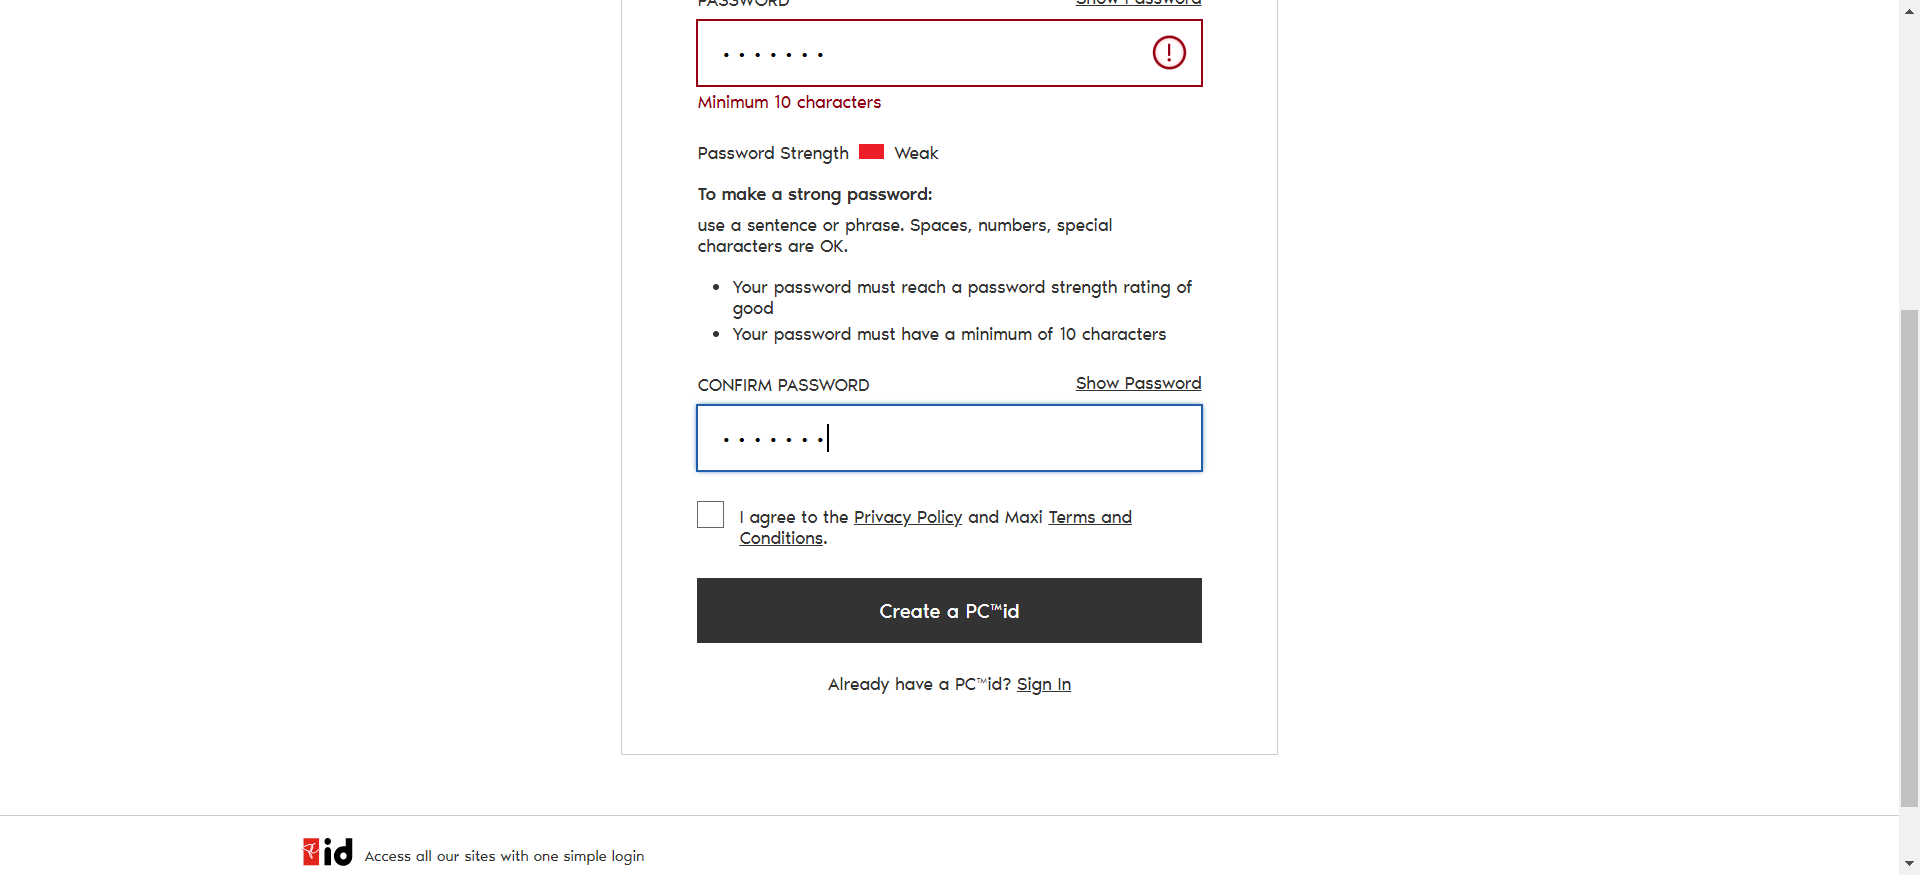 PASSWORD Show Password
• • • • • • •
Minimum 10 characters
Password Strength Weak
To make a strong password:
use a sentence or phrase. Spaces, numbers, special
characters are OK.
• Your password must reach a password strength rating of
good
• Your password must have a minimum of 10 characters
CONFIRM PASSWORD Show Password
• • • • • • •
I agree to the Privacy Policy and Maxi Terms and
Conditions.
Create a PC™id
Already have a PC™id? Sign In
id Access all our sites with one simple login